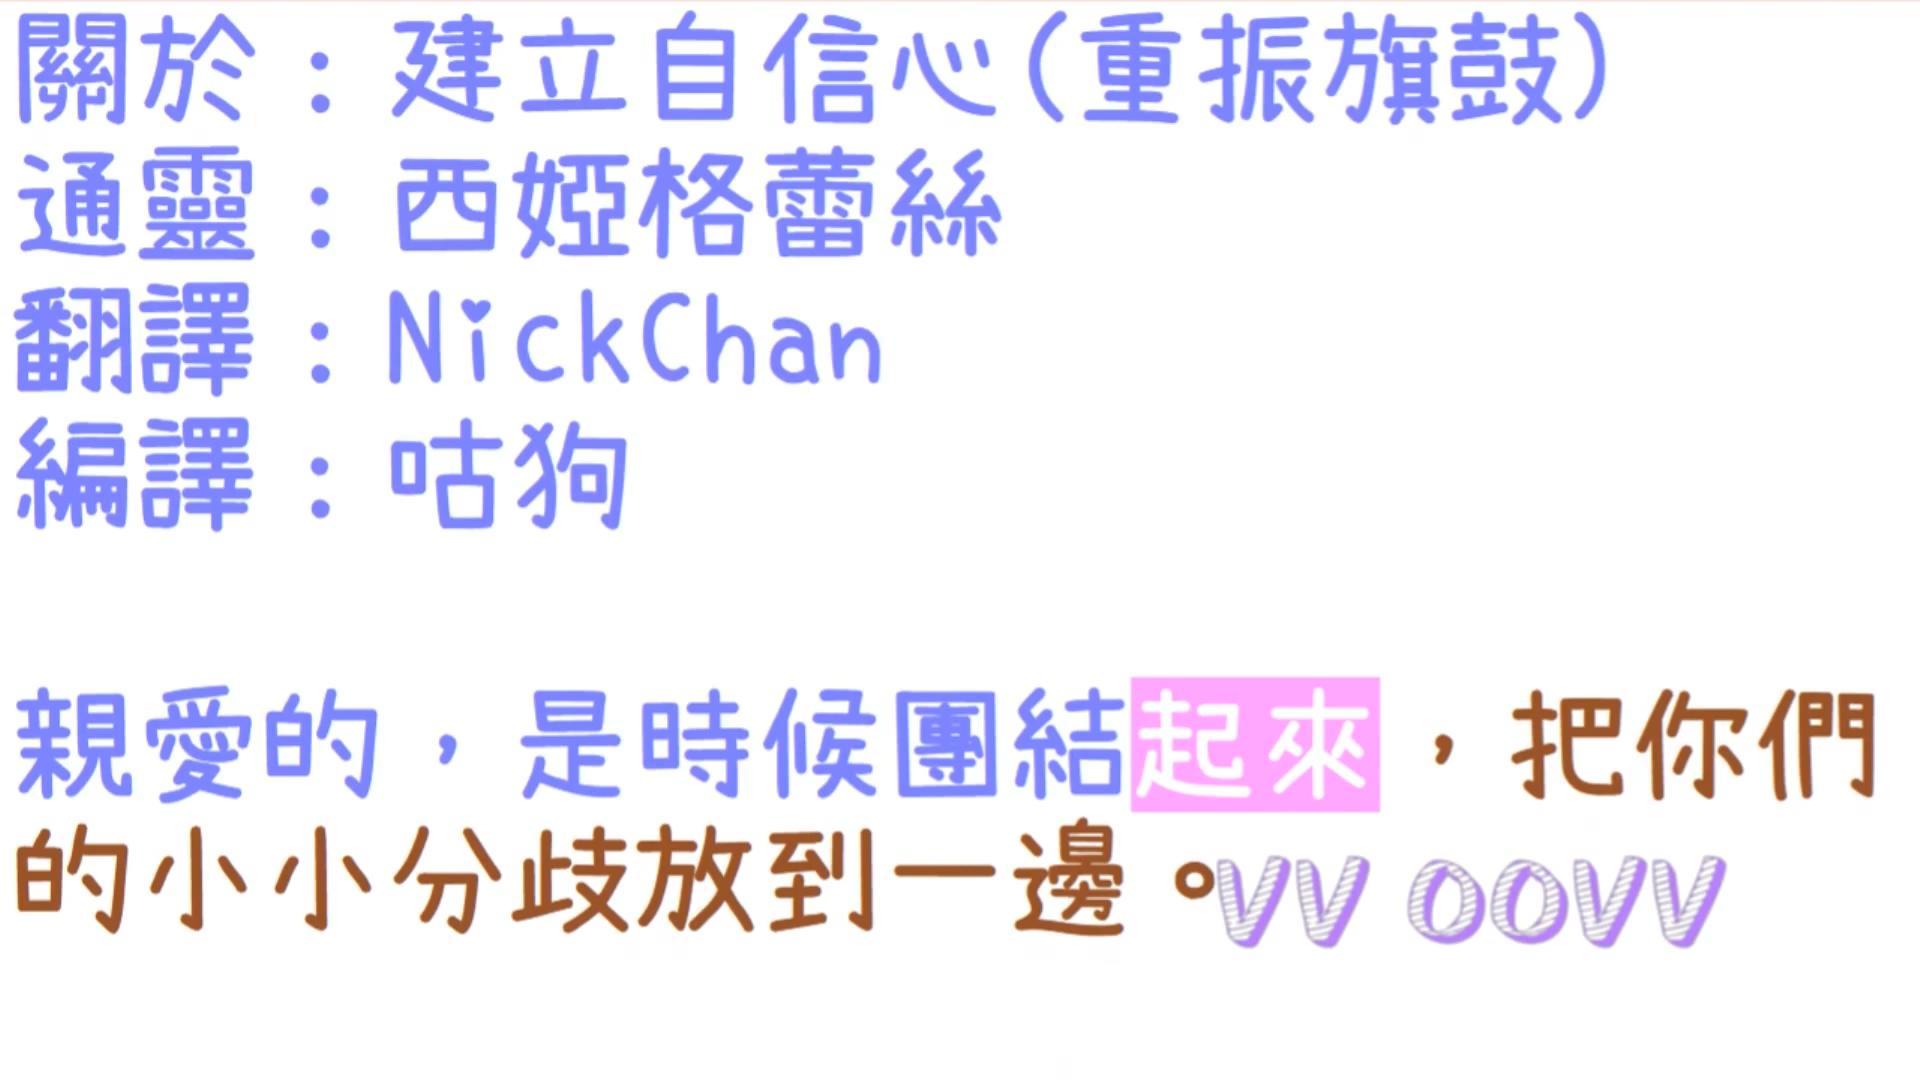 關於：建立自信心(重振旗鼓)
通靈：西婭格蕾絲
翻譯：NickChan
編譯：咕狗
親愛的，是時候團結起來，把你們
的小小分歧放到一邊。VV OOVV